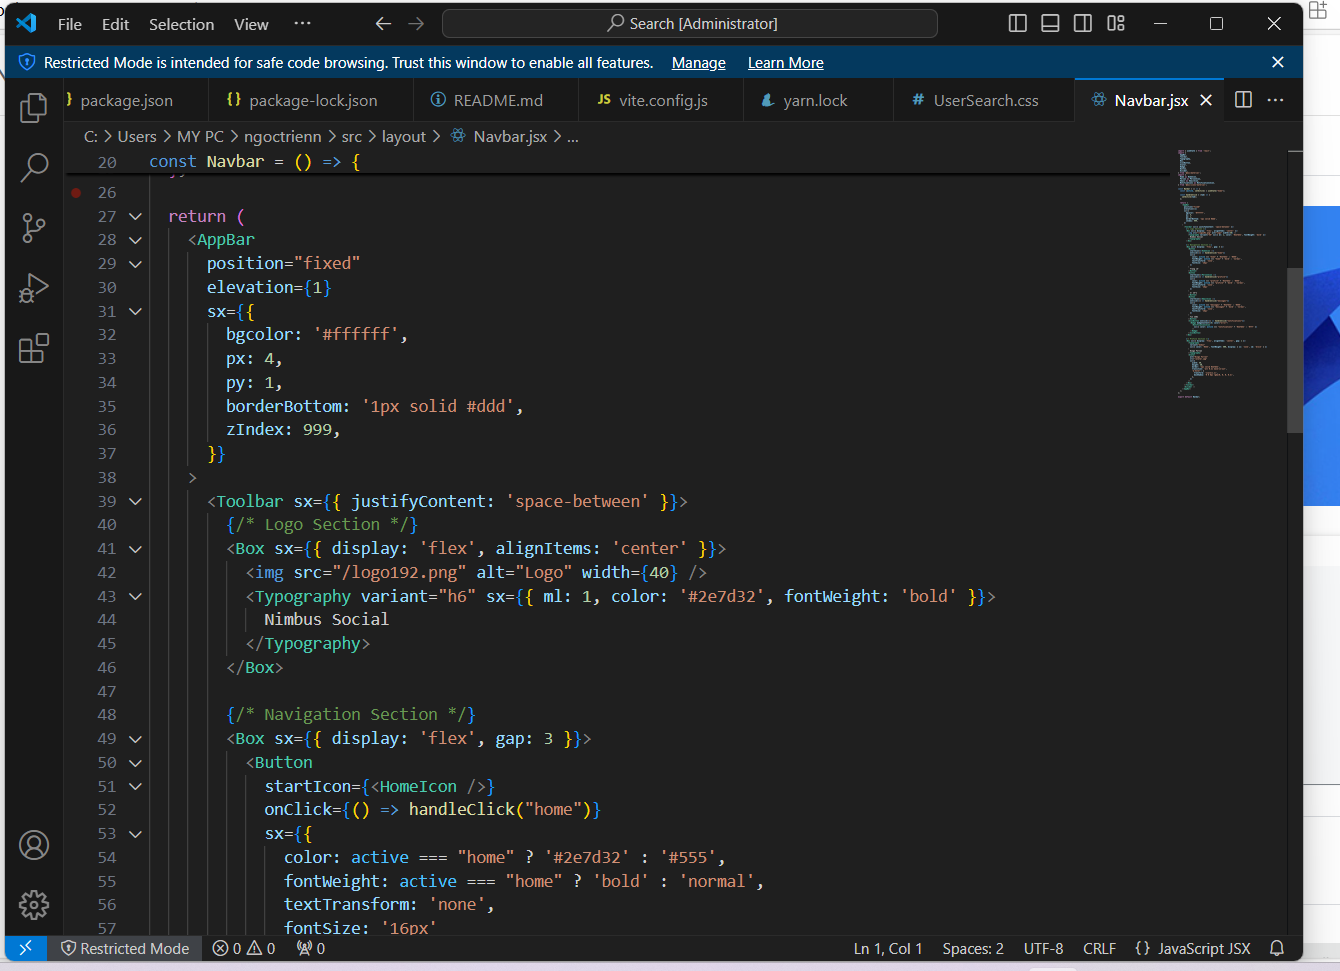 File Edit Selection View ··· Search [Administrator]
Restricted Mode is intended for safe code browsing. Trust this window to enable all features. Manage Learn More
} package.json {} package-lock.json README.md JS vite.config.js yarn.lock # UserSearch.css Navbar.jsx ···
C: > Users > MY PC > ngoctrienn > src > layout > Navbar.jsx > ...
20 const Navbar = () => {
26
27 return (
28 <AppBar
29 position="fixed"
30 elevation={1}
31 sx={{
32 bgcolor: '#ffffff',
33 px: 4,
34 py: 1,
35 borderBottom: '1px solid #ddd',
36 zIndex: 999,
37 }}
38 >
39 <Toolbar sx={{ justifyContent: 'space-between' }}>
40 {/* Logo Section */}
41 <Box sx={{ display: 'flex', alignItems: 'center' }}>
42 <img src="/logo192.png" alt="Logo" width={40} />
43 <Typography variant="h6" sx={{ ml: 1, color: '#2e7d32', fontWeight: 'bold' }}>
44 Nimbus Social
45 </Typography>
46 </Box>
47
48 {/* Navigation Section */}
49 <Box sx={{ display: 'flex', gap: 3 }}>
50 <Button
51 startIcon={<HomeIcon />}
52 onClick={() => handleClick("home")}
53 sx={{
54 color: active === "home" ? '#2e7d32' : '#555',
55 fontWeight: active === "home" ? 'bold' : 'normal',
56 textTransform: 'none',
57 fontSize: '16px'
Restricted Mode 0 0 0 Ln 1, Col 1 Spaces: 2 UTF-8 CRLF {} JavaScript JSX